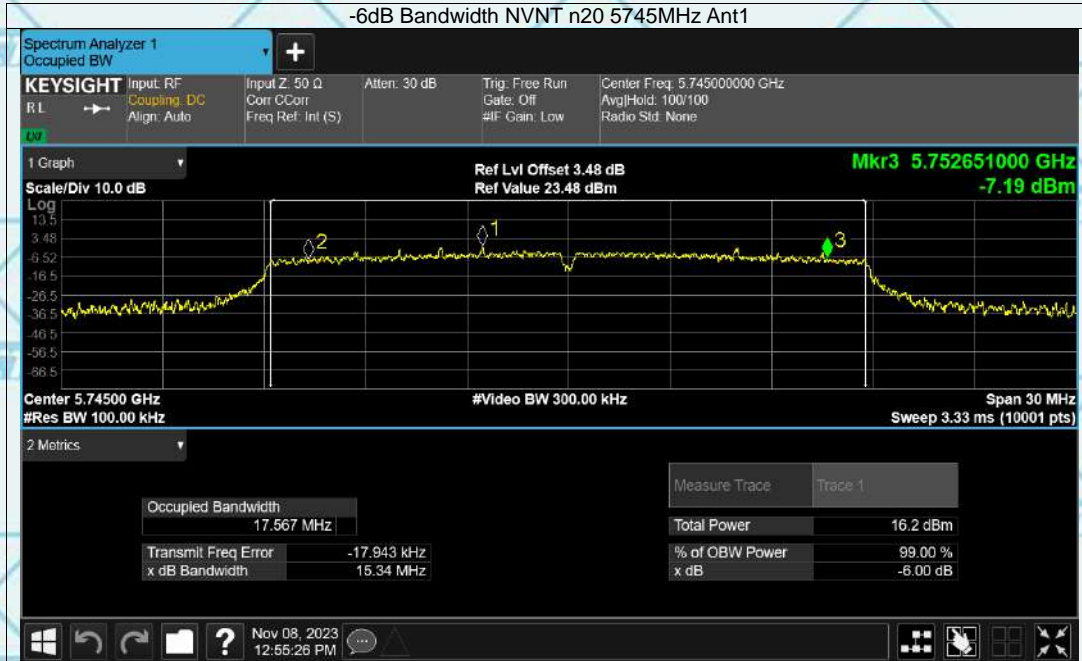 -6dB Bandwidth NVNT n20 5745MHz Ant1
Spectrum Analyzer 1
Occupied BW
+
KEYSIGHT
R L
LXI
Input: RF
Coupling: DC
Align: Auto
Input Z: 50 Ω
Corr CCorr
Freq Ref: Int (S)
Atten: 30 dB
Trig: Free Run
Gate: Off
#IF Gain: Low
Center Freq: 5.745000000 GHz
Avg|Hold: 100/100
Radio Std: None
1 Graph
Scale/Div 10.0 dB
Ref Lvl Offset 3.48 dB
Ref Value 23.48 dBm
Mkr3 5.752651000 GHz
-7.19 dBm
Log
13.5
3.48
-6.52
-16.5
-26.5
-36.5
-46.5
-56.5
-66.5
2
1
3
Center 5.74500 GHz
#Video BW 300.00 kHz
Span 30 MHz
#Res BW 100.00 kHz
Sweep 3.33 ms (10001 pts)
2 Metrics
Measure Trace Trace 1
Occupied Bandwidth
17.567 MHz
Total Power 16.2 dBm
Transmit Freq Error -17.943 kHz
% of OBW Power 99.00 %
x dB Bandwidth 15.34 MHz
x dB -6.00 dB
?
Nov 08, 2023
12:55:26 PM